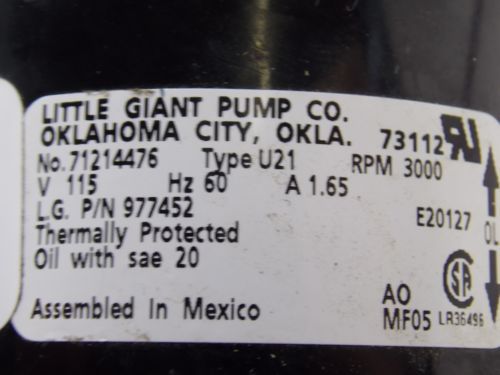 LITTLE GIANT PUMP CO.
OKLAHOMA CITY, OKLA. 73112
No. 71214476 Type U21 RPM 3000
V 115 Hz 60 A 1.65
L.G. P/N 977452 E20127
Thermally Protected
Oil with sae 20
Assembled In Mexico AO
MF05 LR36496